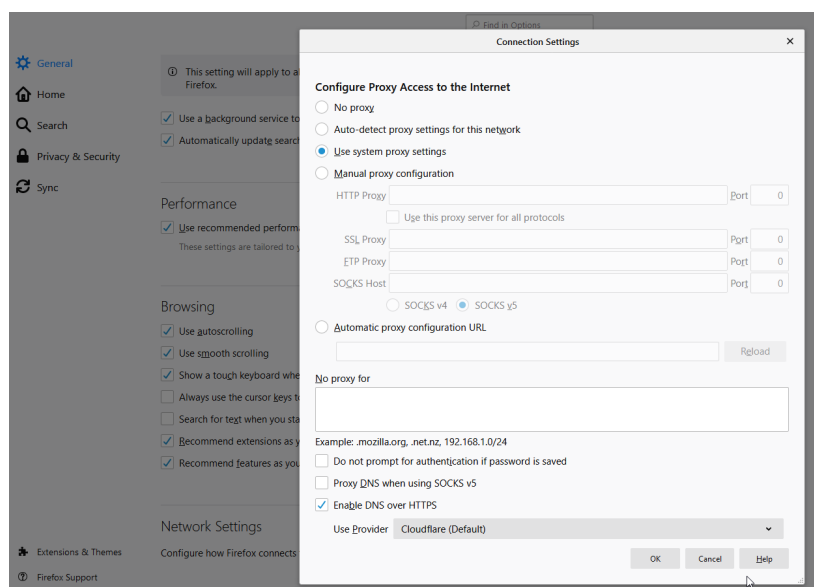 Find in Options
General
Home
Search
Privacy & Security
Sync
Extensions & Themes
Firefox Support
This setting will apply to a
Firefox.
Use a background service to
Automatically update search
Performance
Use recommended performa
These settings are tailored to y
Browsing
Use autoscrolling
Use smooth scrolling
Show a touch keyboard whe
Always use the cursor keys t
Search for text when you sta
Recommend extensions as y
Recommend features as you
Network Settings
Configure how Firefox connects
Connection Settings
Configure Proxy Access to the Internet
No proxy
Auto-detect proxy settings for this network
Use system proxy settings
Manual proxy configuration
HTTP Proxy Port 0
Use this proxy server for all protocols
SSL Proxy Port 0
FTP Proxy Port 0
SOCKS Host Port 0
SOCKS v4 SOCKS v5
Automatic proxy configuration URL
Reload
No proxy for
Example: .mozilla.org, .net.nz, 192.168.1.0/24
Do not prompt for authentication if password is saved
Proxy DNS when using SOCKS v5
Enable DNS over HTTPS
Use Provider Cloudflare (Default)
OK Cancel Help